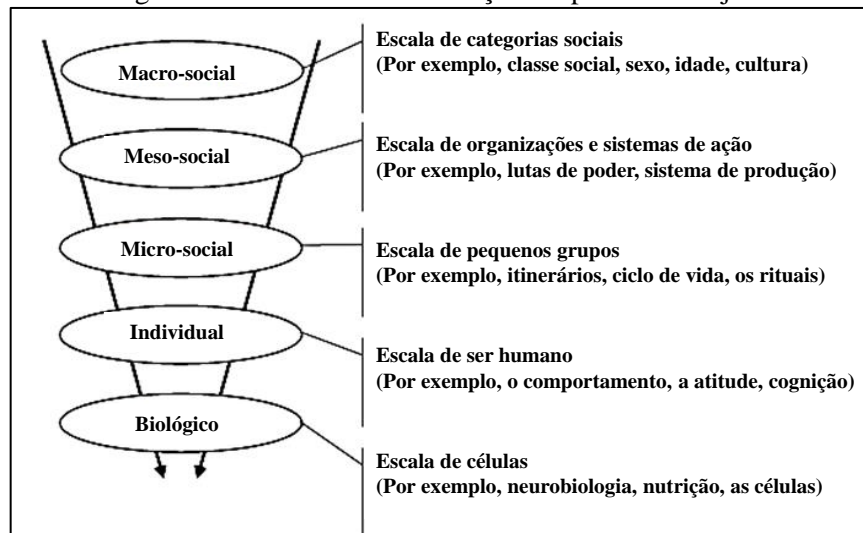 Macro-social
Escala de categorias sociais
(Por exemplo, classe social, sexo, idade, cultura)
Meso-social
Escala de organizações e sistemas de ação
(Por exemplo, lutas de poder, sistema de produção)
Micro-social
Escala de pequenos grupos
(Por exemplo, itinerários, ciclo de vida, os rituais)
Individual
Escala de ser humano
(Por exemplo, o comportamento, a atitude, cognição)
Biológico
Escala de células
(Por exemplo, neurobiologia, nutrição, as células)